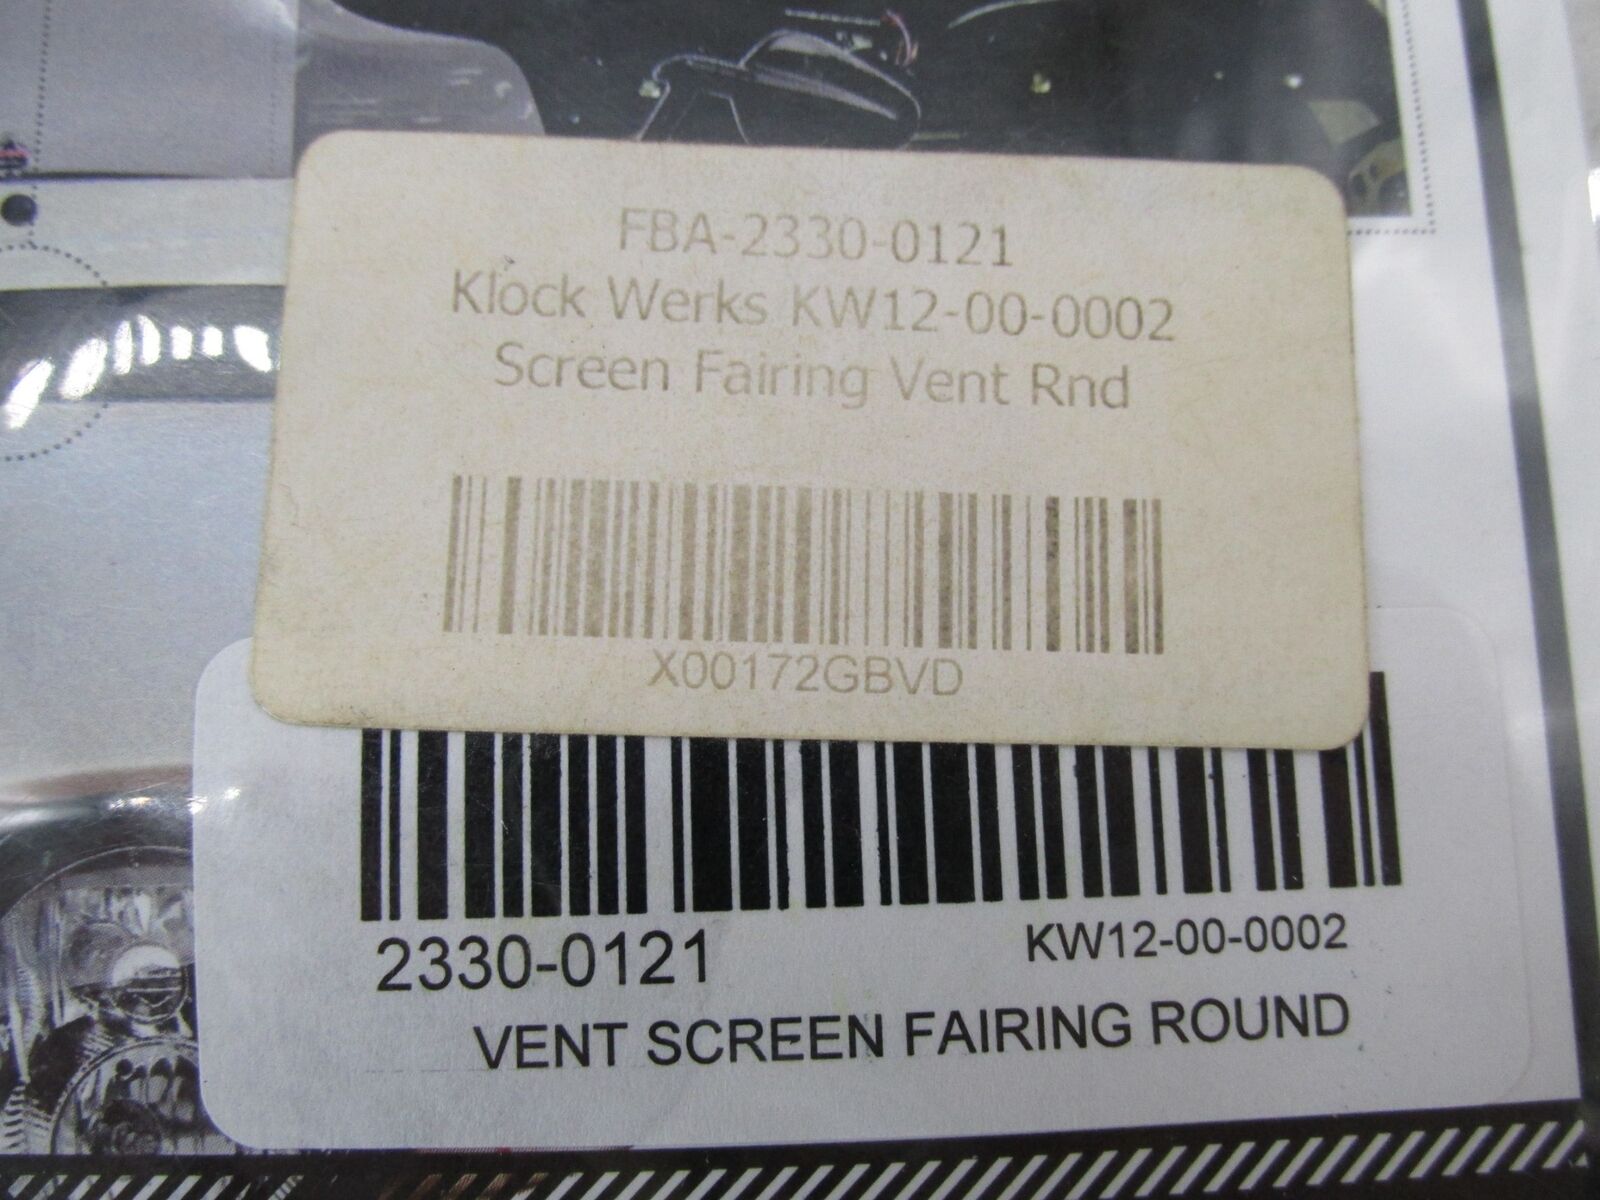 FBA-2330-0121
Klock Werks KW12-00-0002
Screen Fairing Vent Rnd
X00172GBVD
2330-0121 KW12-00-0002
VENT SCREEN FAIRING ROUND